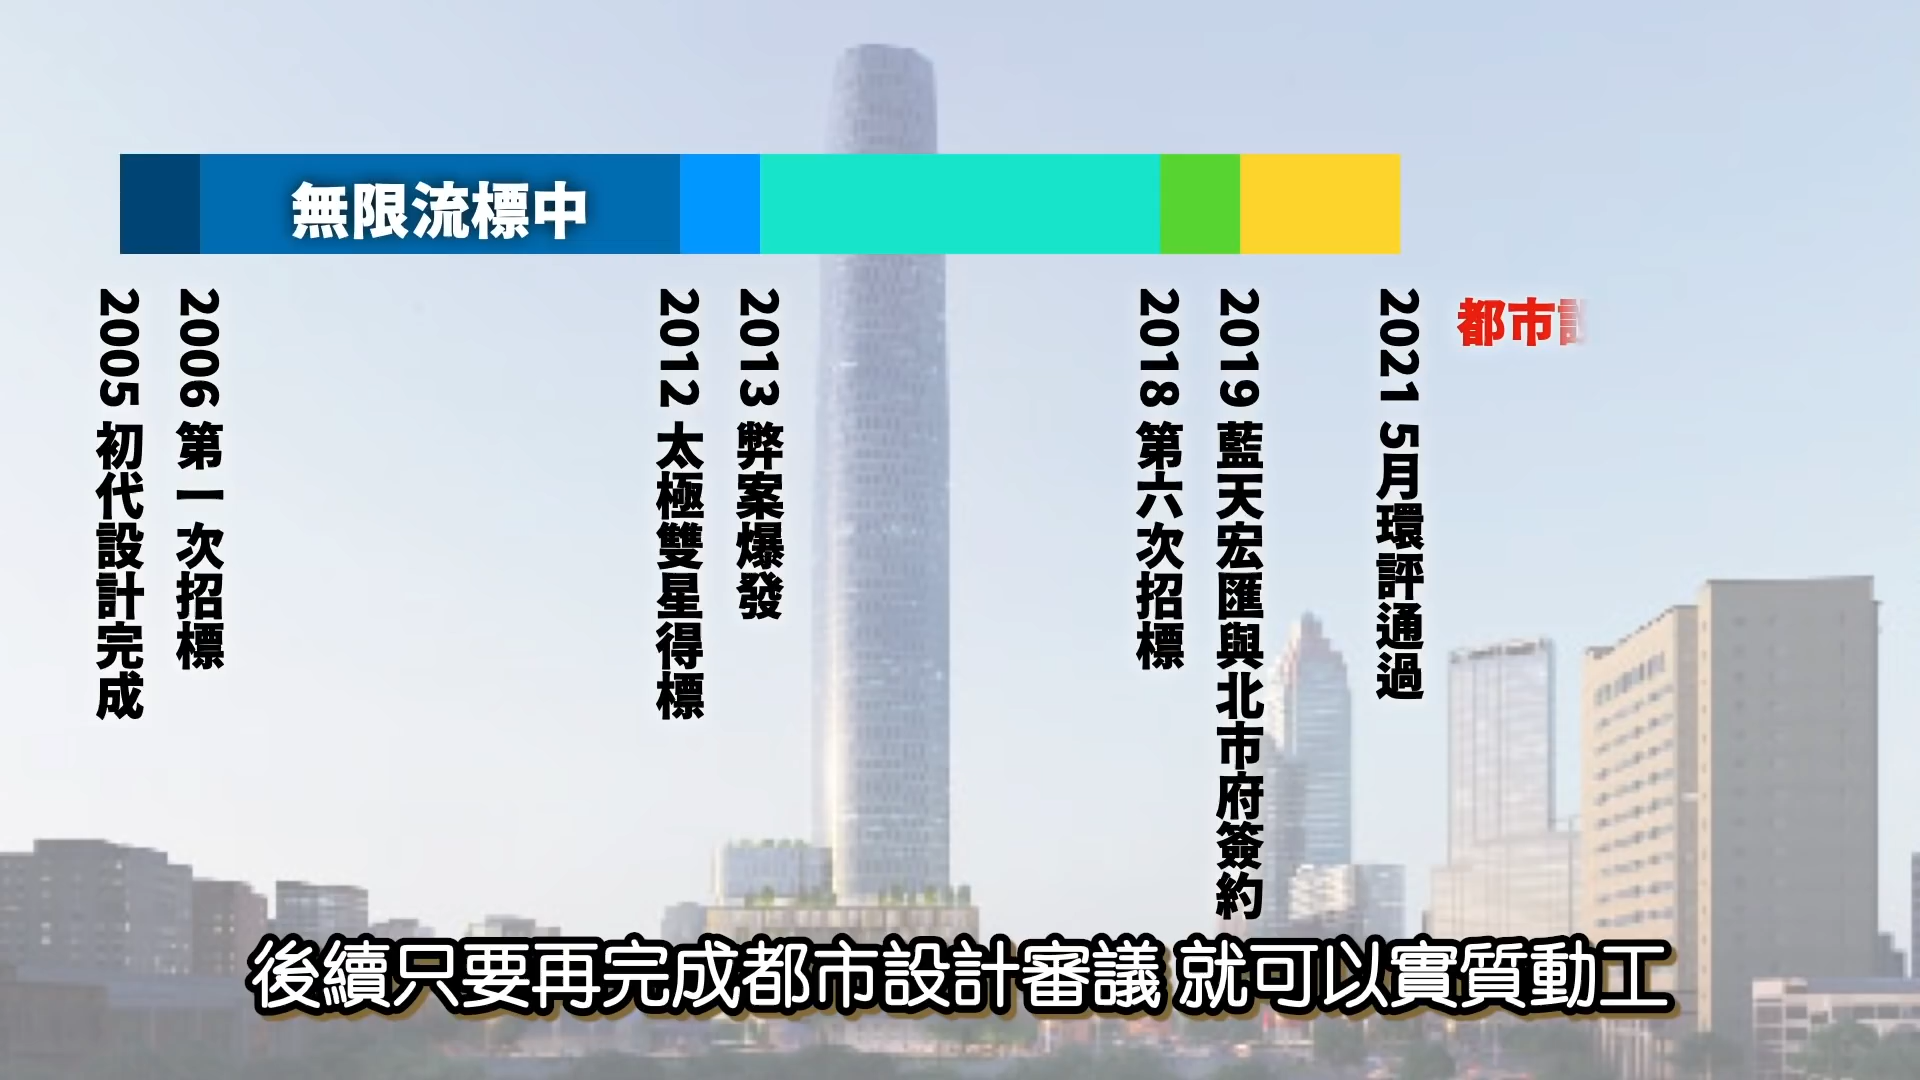 無限流標中
2005 初代設計完成
2006 第一次招標
2012 太極雙星得標
2013 弊案爆發
2018 第六次招標
2019 藍天宏匯與北市府簽約
2021 5月環評通過
都市
後續只要再完成都市設計審議 就可以實質動工